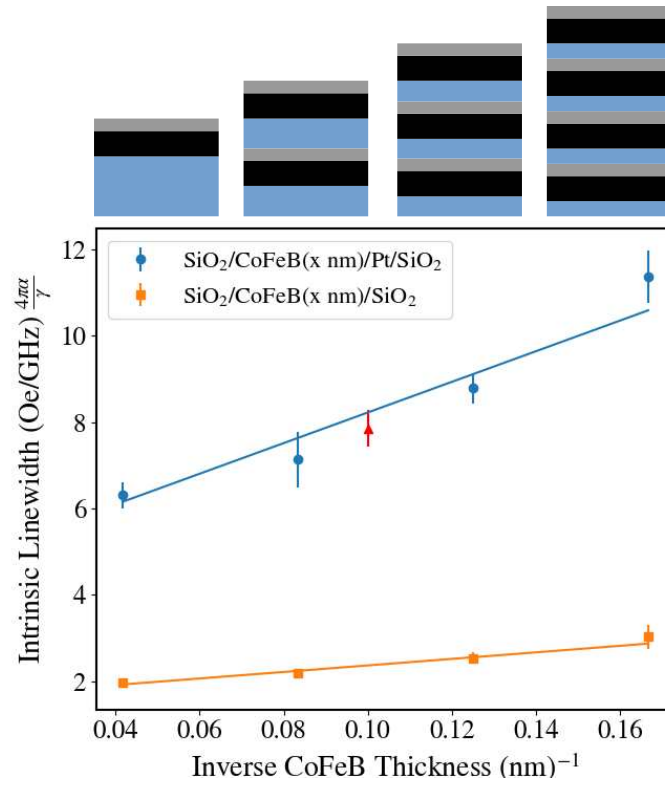 12
10
8
6
4
2
Intrinsic Linewidth (Oe/GHz) 4πα/γ
SiO₂/CoFeB(x nm)/Pt/SiO₂
SiO₂/CoFeB(x nm)/SiO₂
0.04 0.06 0.08 0.10 0.12 0.14 0.16
Inverse CoFeB Thickness (nm)⁻¹